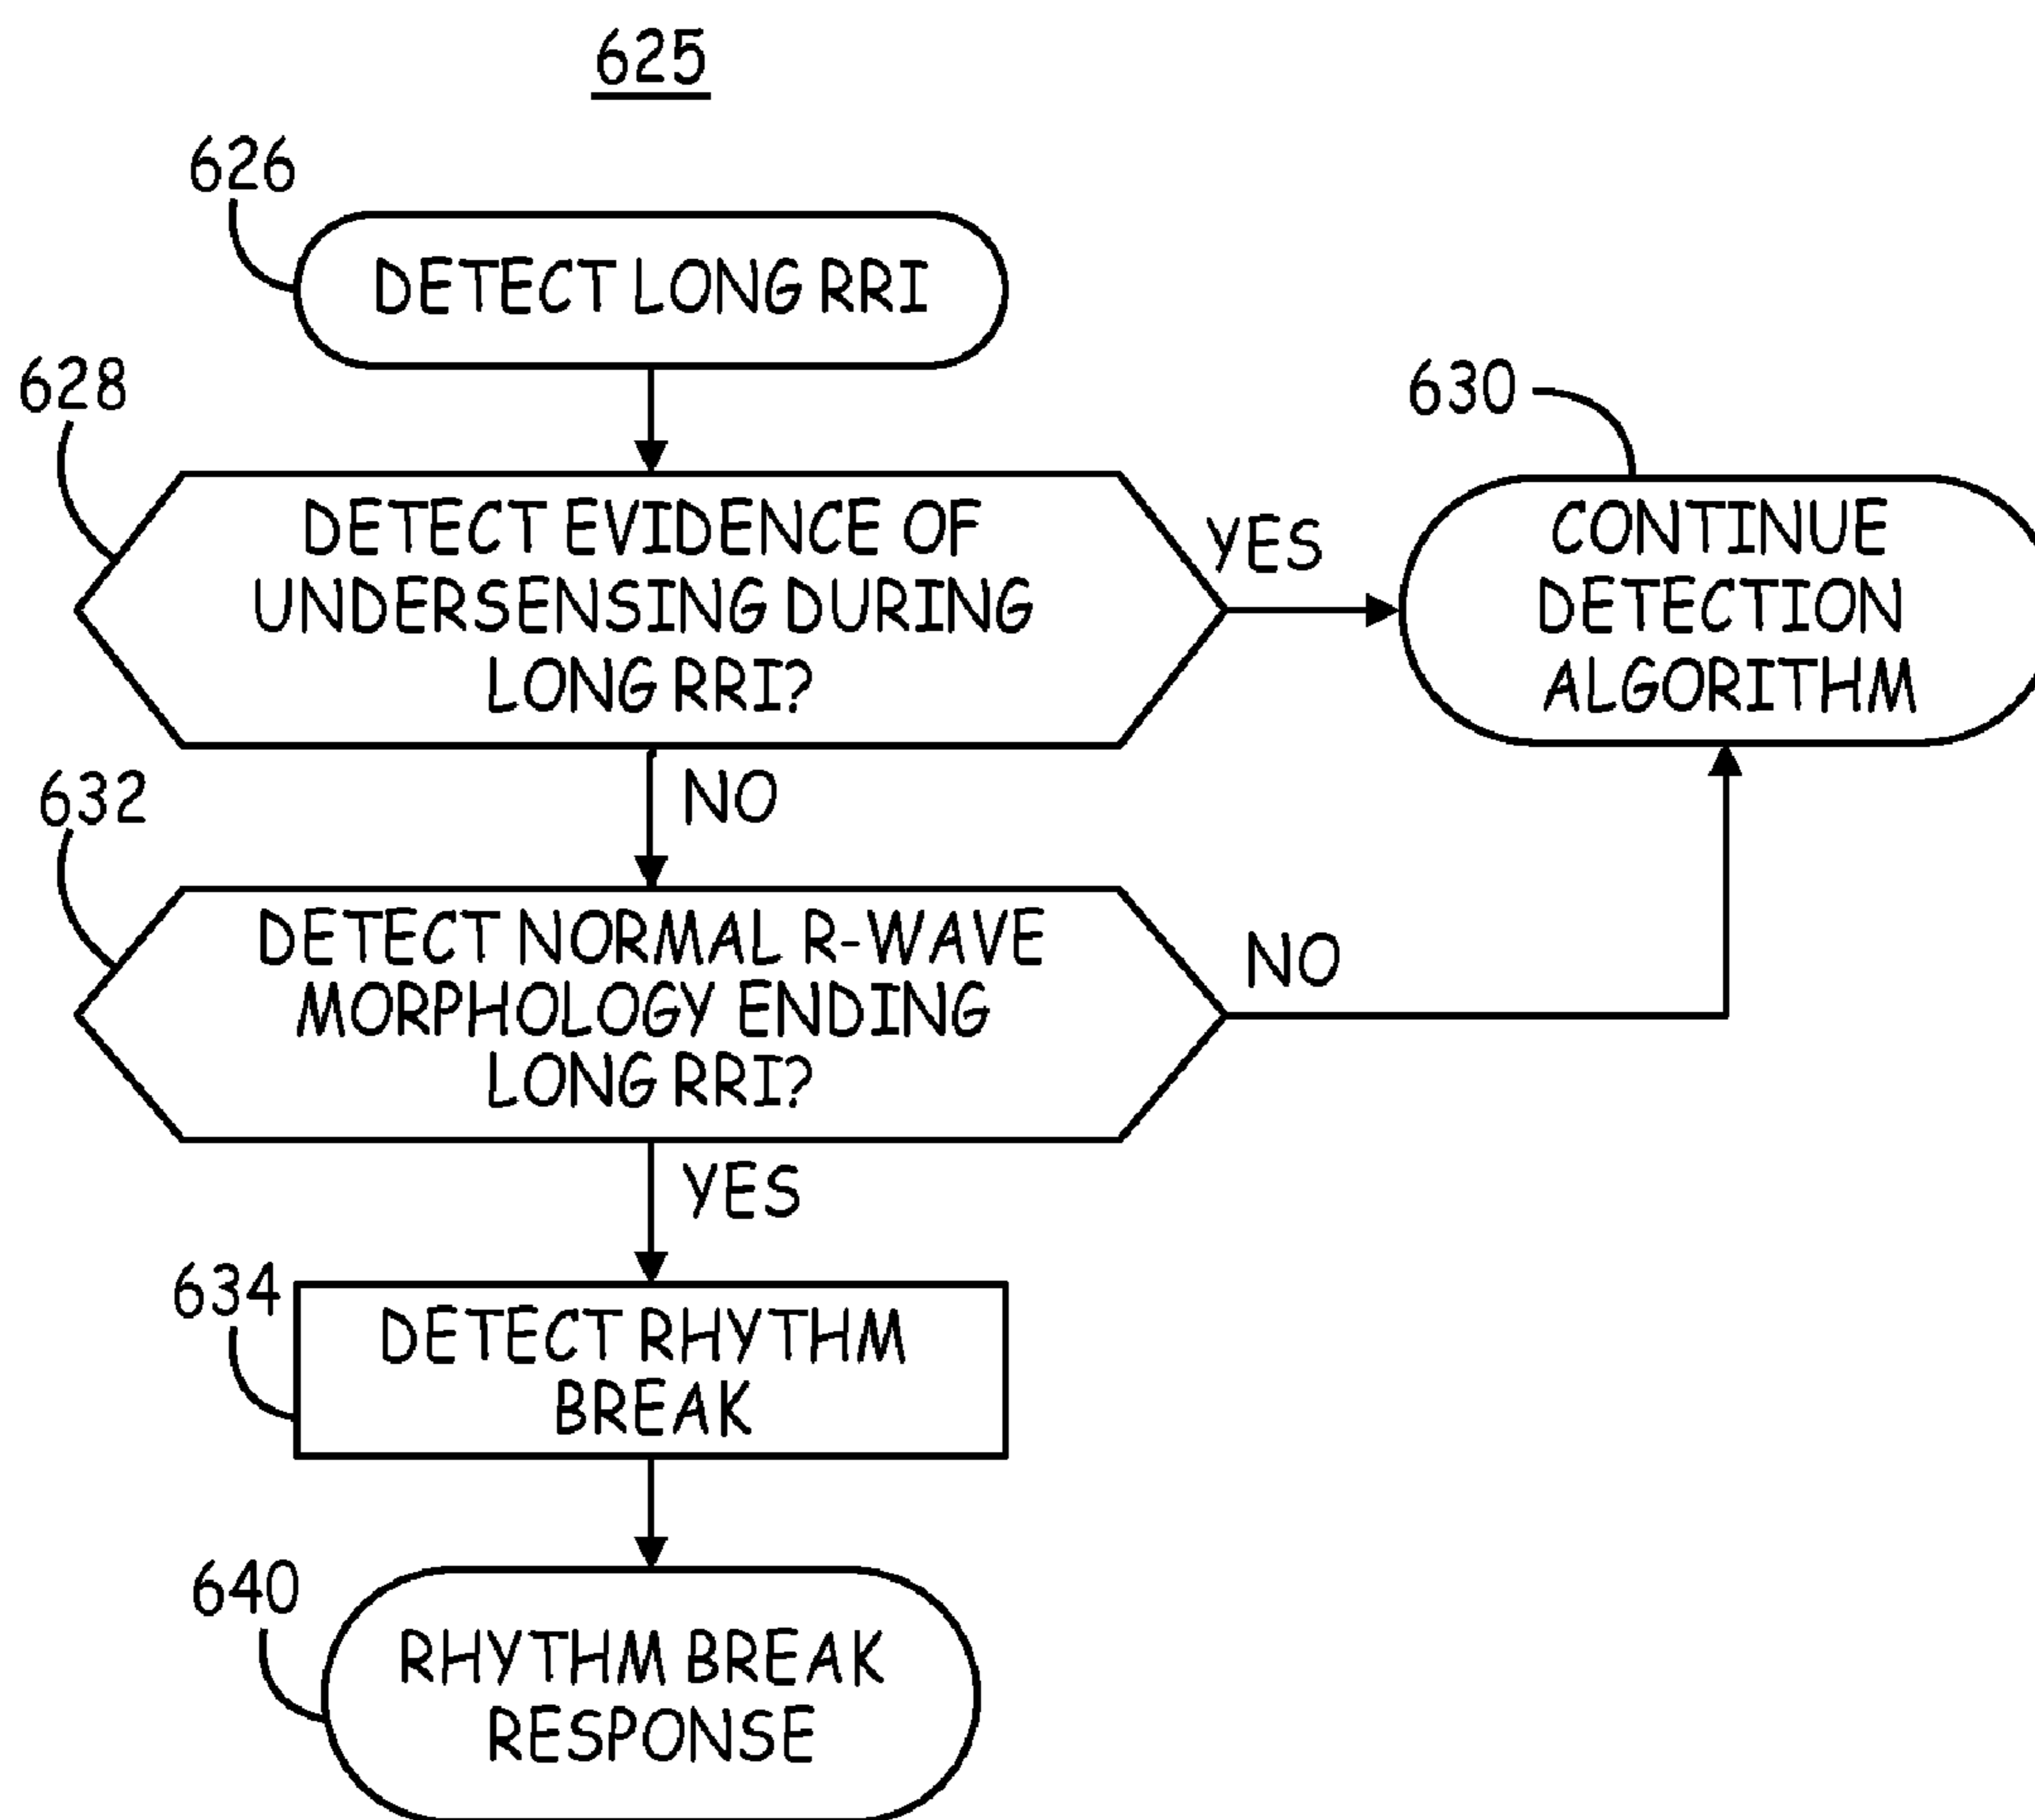 625
626
DETECT LONG RRI
628
DETECT EVIDENCE OF
UNDERSENSING DURING
LONG RRI?
YES
630
CONTINUE
DETECTION
ALGORITHM
NO
632
DETECT NORMAL R-WAVE
MORPHOLOGY ENDING
LONG RRI?
NO
YES
634
DETECT RHYTHM
BREAK
640
RHYTHM BREAK
RESPONSE